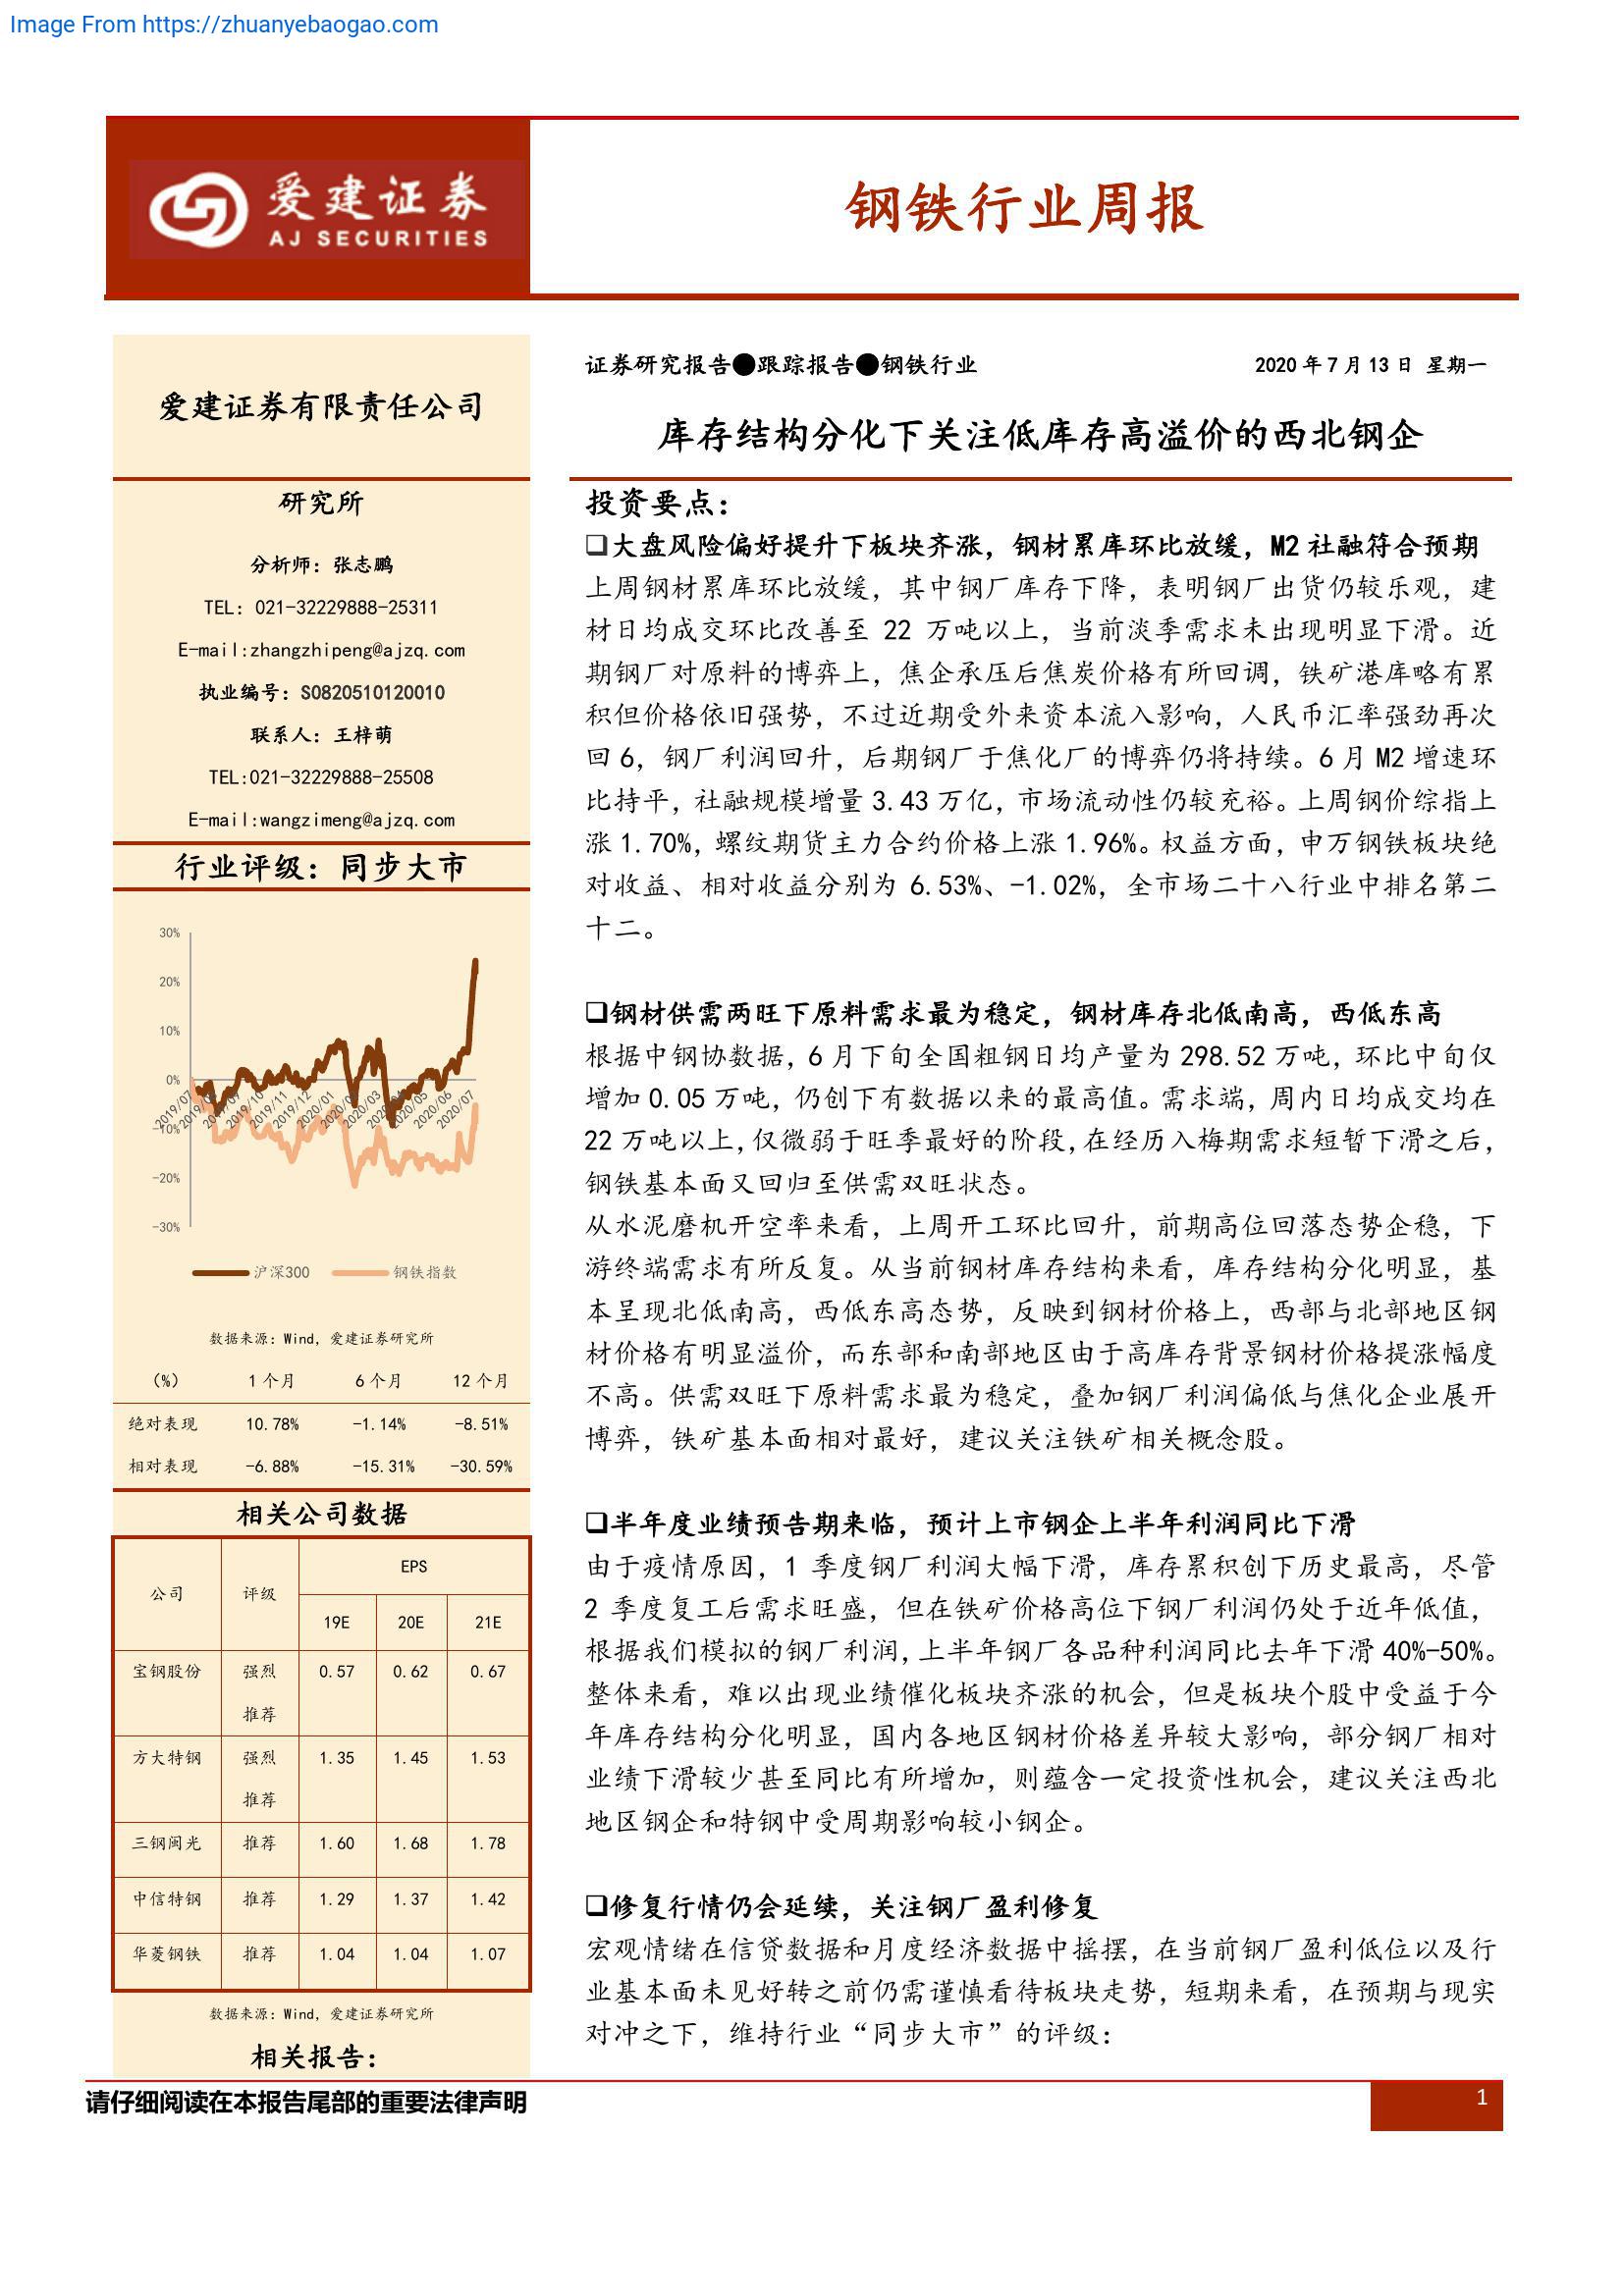 Image From https://zhuanyebaogao.com
爱建证券
AJ SECURITIES
钢铁行业周报
爱建证券有限责任公司
研究所
分析师：张志鹏
TEL：021-32229888-25311
E-mail:zhangzhipeng@ajzq.com
执业编号：S0820510120010
联系人：王梓萌
TEL:021-32229888-25508
E-mail:wangzimeng@ajzq.com
行业评级：同步大市
30%
20%
10%
0%
-10%
-20%
-30%
2019/07
2019/10
2019/11
2019/12
2020/01
2020/03
2020/05
2020/06
2020/07
沪深300 钢铁指数
数据来源：Wind，爱建证券研究所
（%） 1 个月 6 个月 12 个月
绝对表现 10.78% -1.14% -8.51%
相对表现 -6.88% -15.31% -30.59%
相关公司数据
公司 评级 EPS
19E 20E 21E
宝钢股份 强烈 0.57 0.62 0.67
推荐
方大特钢 强烈 1.35 1.45 1.53
推荐
三钢闽光 推荐 1.60 1.68 1.78
中信特钢 推荐 1.29 1.37 1.42
华菱钢铁 推荐 1.04 1.04 1.07
数据来源：Wind，爱建证券研究所
相关报告：
证券研究报告●跟踪报告●钢铁行业 2020 年 7 月 13 日 星期一
库存结构分化下关注低库存高溢价的西北钢企
投资要点：
❑大盘风险偏好提升下板块齐涨，钢材累库环比放缓，M2 社融符合预期
上周钢材累库环比放缓，其中钢厂库存下降，表明钢厂出货仍较乐观，建
材日均成交环比改善至 22 万吨以上，当前淡季需求未出现明显下滑。近
期钢厂对原料的博弈上，焦企承压后焦炭价格有所回调，铁矿港库略有累
积但价格依旧强势，不过近期受外来资本流入影响，人民币汇率强劲再次
回 6，钢厂利润回升，后期钢厂于焦化厂的博弈仍将持续。6 月 M2 增速环
比持平，社融规模增量 3.43 万亿，市场流动性仍较充裕。上周钢价综指上
涨 1.70%，螺纹期货主力合约价格上涨 1.96%。权益方面，申万钢铁板块绝
对收益、相对收益分别为 6.53%、-1.02%，全市场二十八行业中排名第二
十二。
❑钢材供需两旺下原料需求最为稳定，钢材库存北低南高，西低东高
根据中钢协数据，6 月下旬全国粗钢日均产量为 298.52 万吨，环比中旬仅
增加 0.05 万吨，仍创下有数据以来的最高值。需求端，周内日均成交均在
22 万吨以上，仅微弱于旺季最好的阶段，在经历入梅期需求短暂下滑之后，
钢铁基本面又回归至供需双旺状态。
从水泥磨机开空率来看，上周开工环比回升，前期高位回落态势企稳，下
游终端需求有所反复。从当前钢材库存结构来看，库存结构分化明显，基
本呈现北低南高，西低东高态势，反映到钢材价格上，西部与北部地区钢
材价格有明显溢价，而东部和南部地区由于高库存背景钢材价格提涨幅度
不高。供需双旺下原料需求最为稳定，叠加钢厂利润偏低与焦化企业展开
博弈，铁矿基本面相对最好，建议关注铁矿相关概念股。
❑半年度业绩预告期来临，预计上市钢企上半年利润同比下滑
由于疫情原因，1 季度钢厂利润大幅下滑，库存累积创下历史最高，尽管
2 季度复工后需求旺盛，但在铁矿价格高位下钢厂利润仍处于近年低值，
根据我们模拟的钢厂利润，上半年钢厂各品种利润同比去年下滑 40%-50%。
整体来看，难以出现业绩催化板块齐涨的机会，但是板块个股中受益于今
年库存结构分化明显，国内各地区钢材价格差异较大影响，部分钢厂相对
业绩下滑较少甚至同比有所增加，则蕴含一定投资性机会，建议关注西北
地区钢企和特钢中受周期影响较小钢企。
❑修复行情仍会延续，关注钢厂盈利修复
宏观情绪在信贷数据和月度经济数据中摇摆，在当前钢厂盈利低位以及行
业基本面未见好转之前仍需谨慎看待板块走势，短期来看，在预期与现实
对冲之下，维持行业“同步大市”的评级：
请仔细阅读在本报告尾部的重要法律声明 1